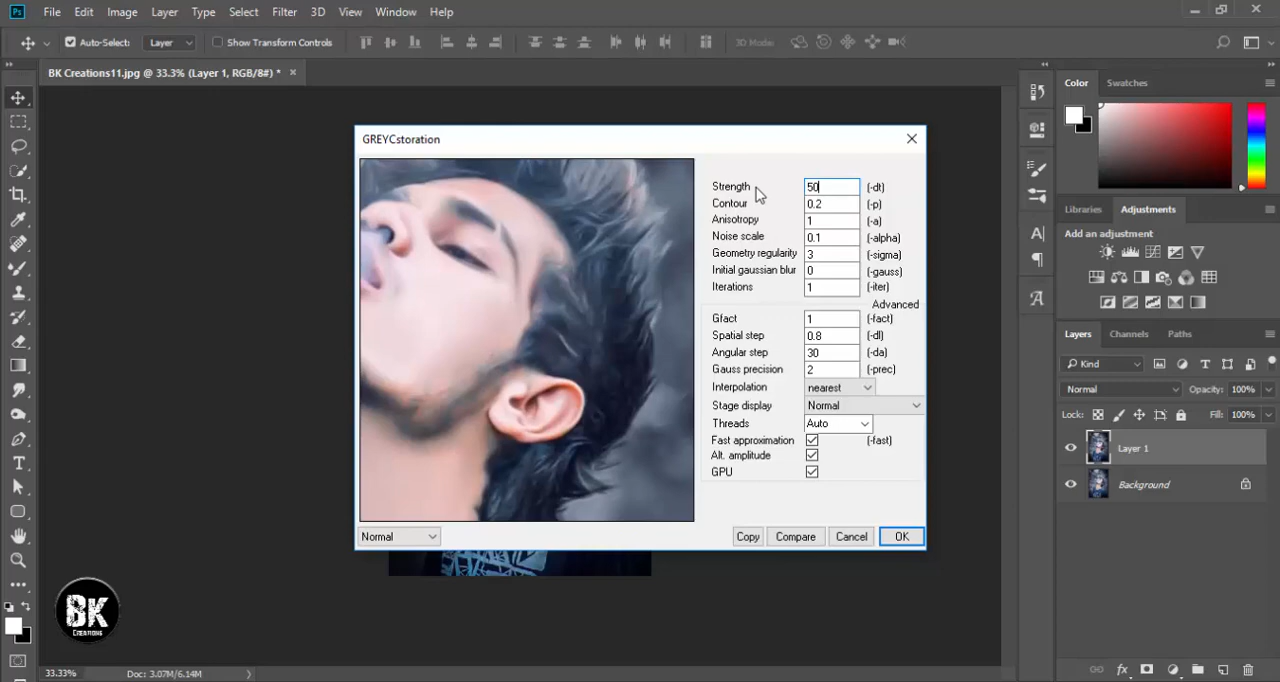 Ps File Edit Image Layer Type Select Filter 3D View Window Help
Auto-Select: Layer Show Transform Controls 3D Mode:
BK Creations11.jpg @ 33.3% (Layer 1, RGB/8#) * ×
GREYCstoration
Strength 50 (-dt)
Contour 0.2 (-p)
Anisotropy 1 (-a)
Noise scale 0.1 (-alpha)
Geometry regularity 3 (-sigma)
Initial gaussian blur 0 (-gauss)
Iterations 1 (-iter)
Advanced
Gfact 1 (-fact)
Spatial step 0.8 (-dl)
Angular step 30 (-da)
Gauss precision 2 (-prec)
Interpolation nearest
Stage display Normal
Threads Auto
Fast approximation (-fast)
Alt. amplitude
GPU
Normal Copy Compare Cancel OK
Color Swatches
Libraries Adjustments
Add an adjustment
Layers Channels Paths
Kind
Normal Opacity: 100%
Lock: Fill: 100%
Layer 1
Background
BK
CREATIONS
33.33% Doc: 3.07M/6.14M